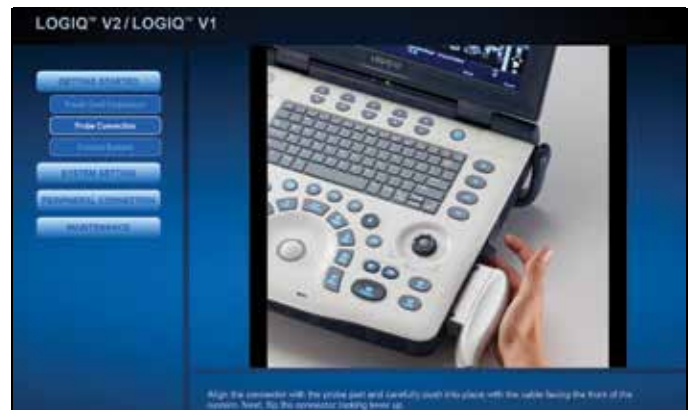 LOGIQ™ V2/LOGIQ™ V1
GETTING STARTED
Probe Connection
SYSTEM SETTING
PERIPHERAL CONNECTION
MAINTENANCE
Align the connector with the probe port and carefully push into place with the cable facing the front of the
system. Next, flip the connector locking lever up.